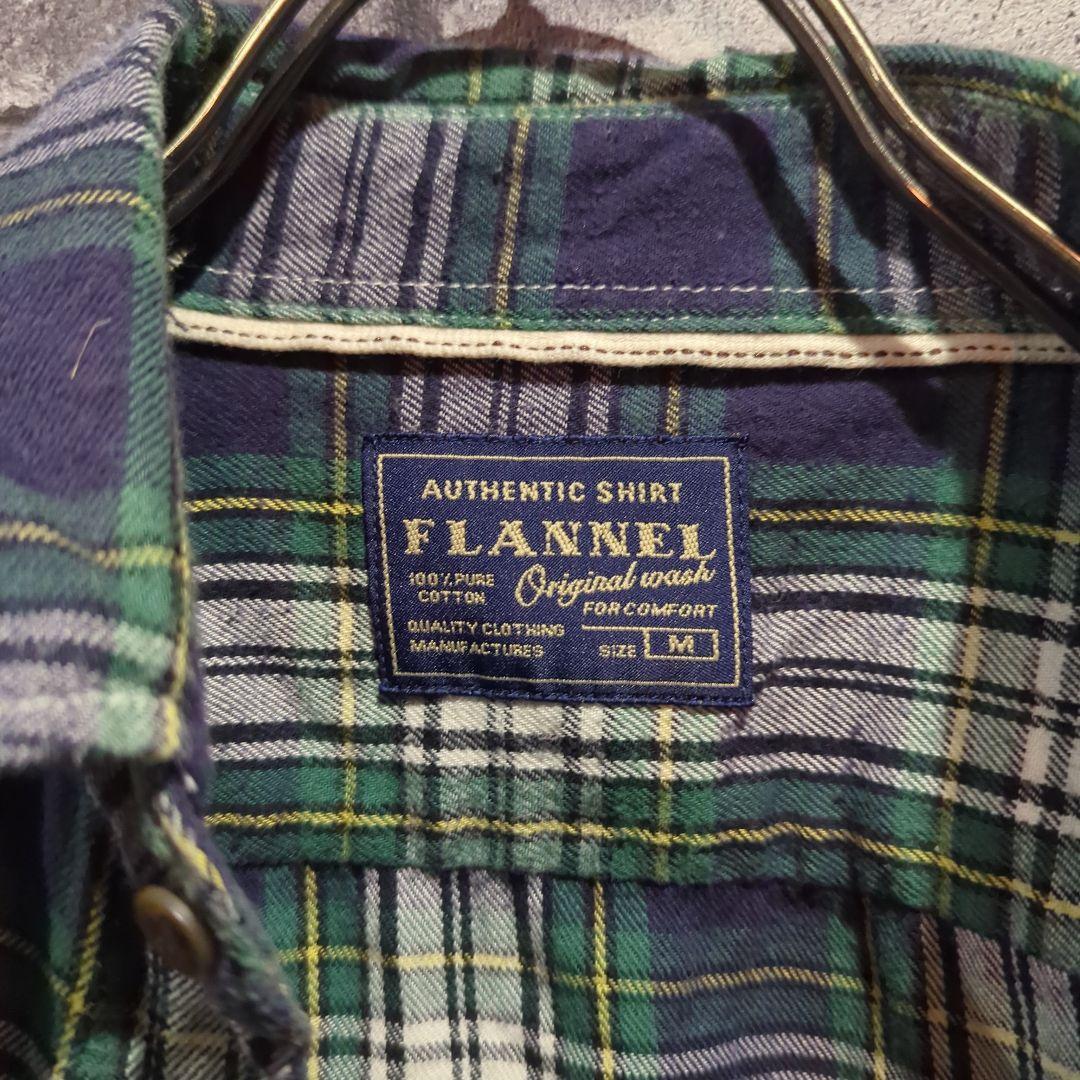 AUTHENTIC SHIRT
FLANNEL
100% PURE
COTTON
Original wash
FOR COMFORT
QUALITY CLOTHING
MANUFACTURES
SIZE M